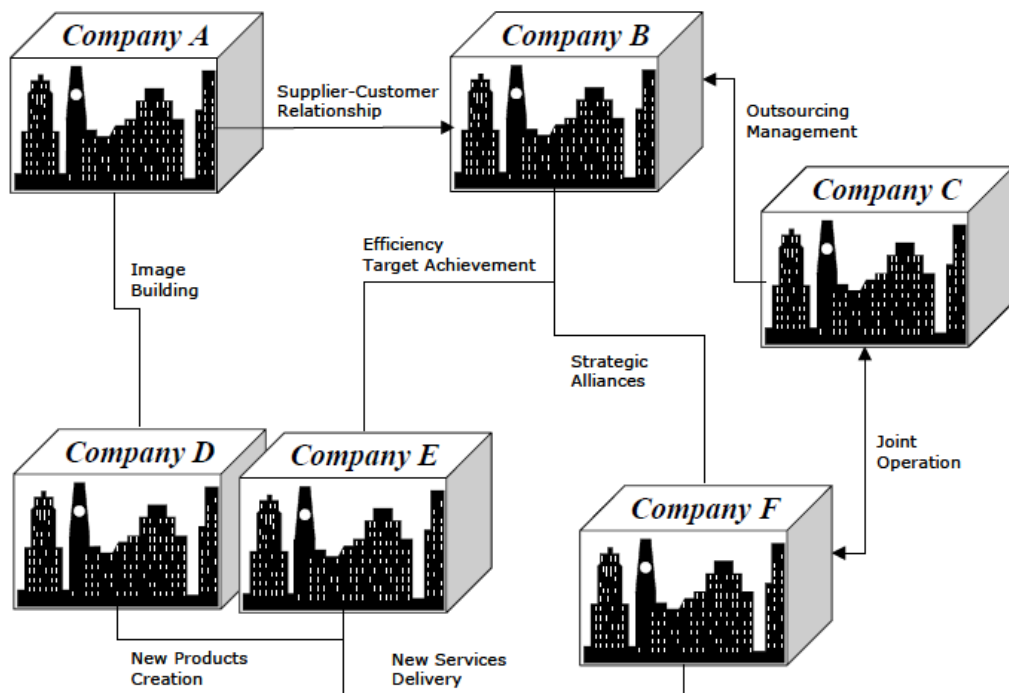 Company A
Company B
Supplier-Customer
Relationship
Outsourcing
Management
Company C
Efficiency
Target Achievement
Image
Building
Strategic
Alliances
Joint
Operation
Company D
Company E
Company F
New Products
Creation
New Services
Delivery